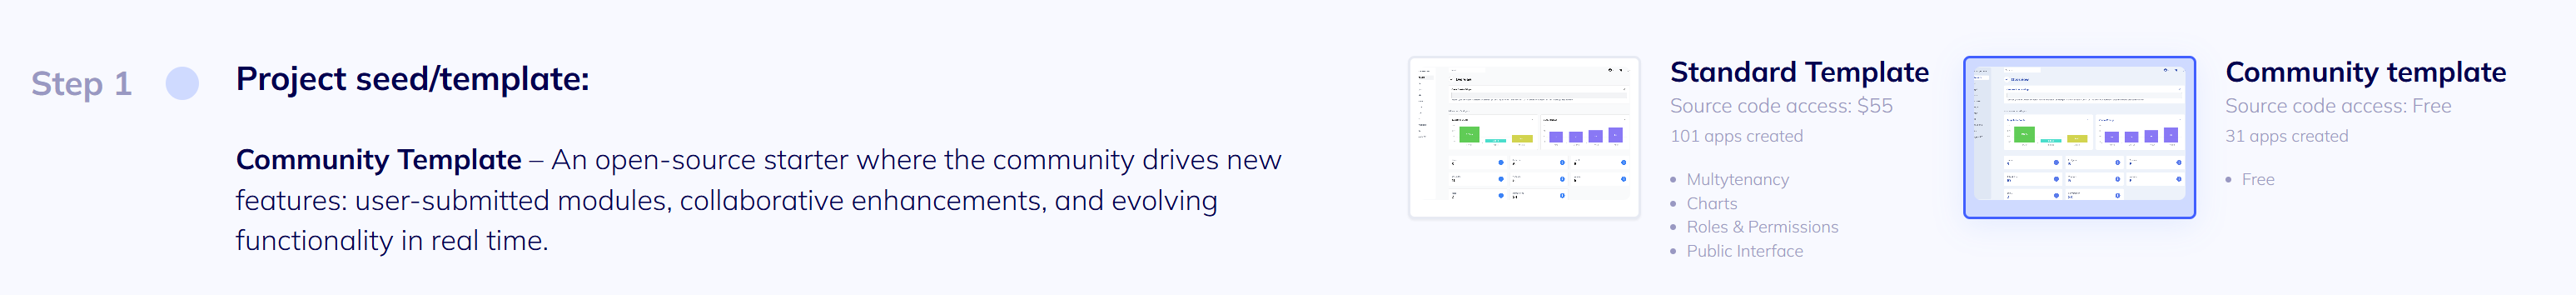 Step 1
Project seed/template:
Community Template – An open-source starter where the community drives new
features: user-submitted modules, collaborative enhancements, and evolving
functionality in real time.
Standard Template
Source code access: $55
101 apps created
Multytenancy
Charts
Roles & Permissions
Public Interface
Community template
Source code access: Free
31 apps created
Free